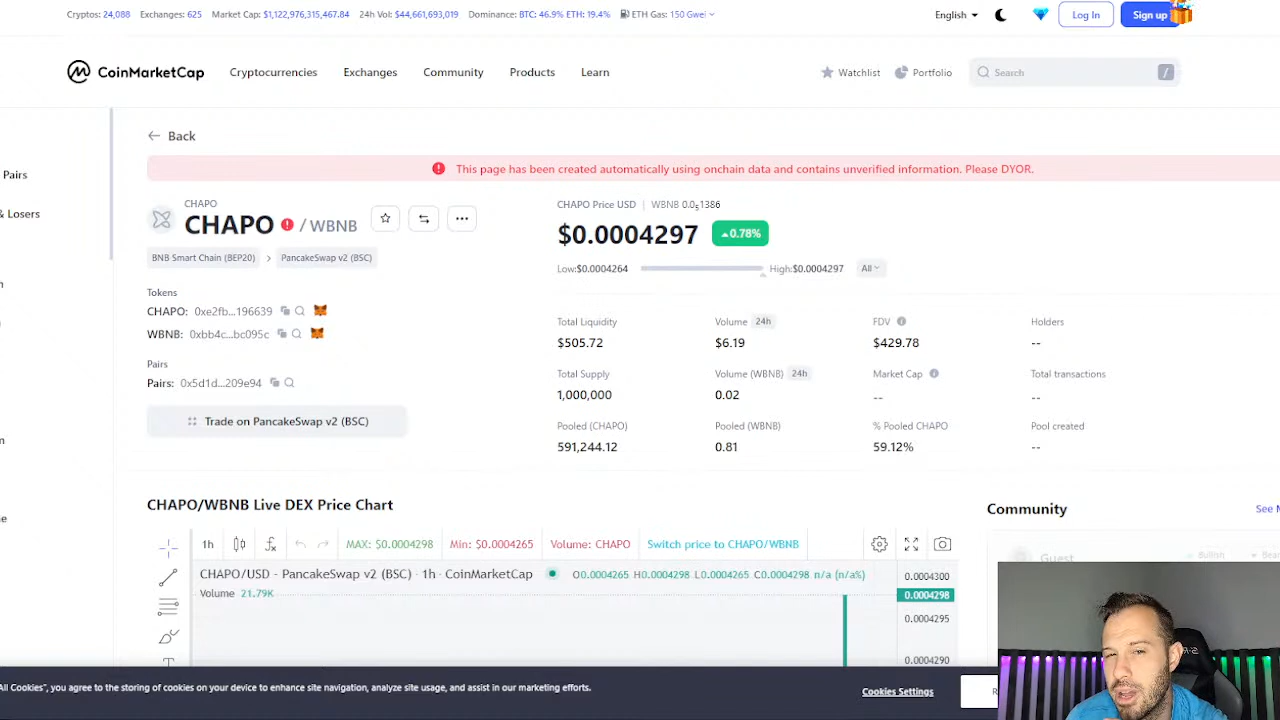 Cryptos: 24,088 Exchanges: 625 Market Cap: $1,122,976,315,467.84 24h Vol: $44,661,693,019 Dominance: BTC: 46.9% ETH: 19.4% ETH Gas: 150 Gwei
English Log In Sign up
CoinMarketCap Cryptocurrencies Exchanges Community Products Learn Watchlist Portfolio Search /
Back
Pairs
& Losers
This page has been created automatically using onchain data and contains unverified information. Please DYOR.
CHAPO
CHAPO / WBNB
BNB Smart Chain (BEP20) > PancakeSwap v2 (BSC)
Tokens
CHAPO: 0xe2fb...196639
WBNB: 0xbb4c...bc095c
Pairs
Pairs: 0x5d1d...209e94
Trade on PancakeSwap v2 (BSC)
CHAPO Price USD | WBNB 0.0₅1386
$0.0004297 0.78%
Low:$0.0004264 High:$0.0004297 All
Total Liquidity Volume 24h FDV Holders
$505.72 $6.19 $429.78 --
Total Supply Volume (WBNB) 24h Market Cap Total transactions
1,000,000 0.02 -- --
Pooled (CHAPO) Pooled (WBNB) % Pooled CHAPO Pool created
591,244.12 0.81 59.12% --
CHAPO/WBNB Live DEX Price Chart
Community
See
1h MAX: $0.0004298 Min: $0.0004265 Volume: CHAPO Switch price to CHAPO/WBNB
CHAPO/USD - PancakeSwap v2 (BSC) · 1h · CoinMarketCap O0.0004265 H0.0004298 L0.0004265 C0.0004298 n/a (n/a%)
Volume 21.79K
0.0004300
0.0004298
0.0004295
0.0004290
Guest Bullish
All Cookies", you agree to the storing of cookies on your device to enhance site navigation, analyze site usage, and assist in our marketing efforts.
Cookies Settings